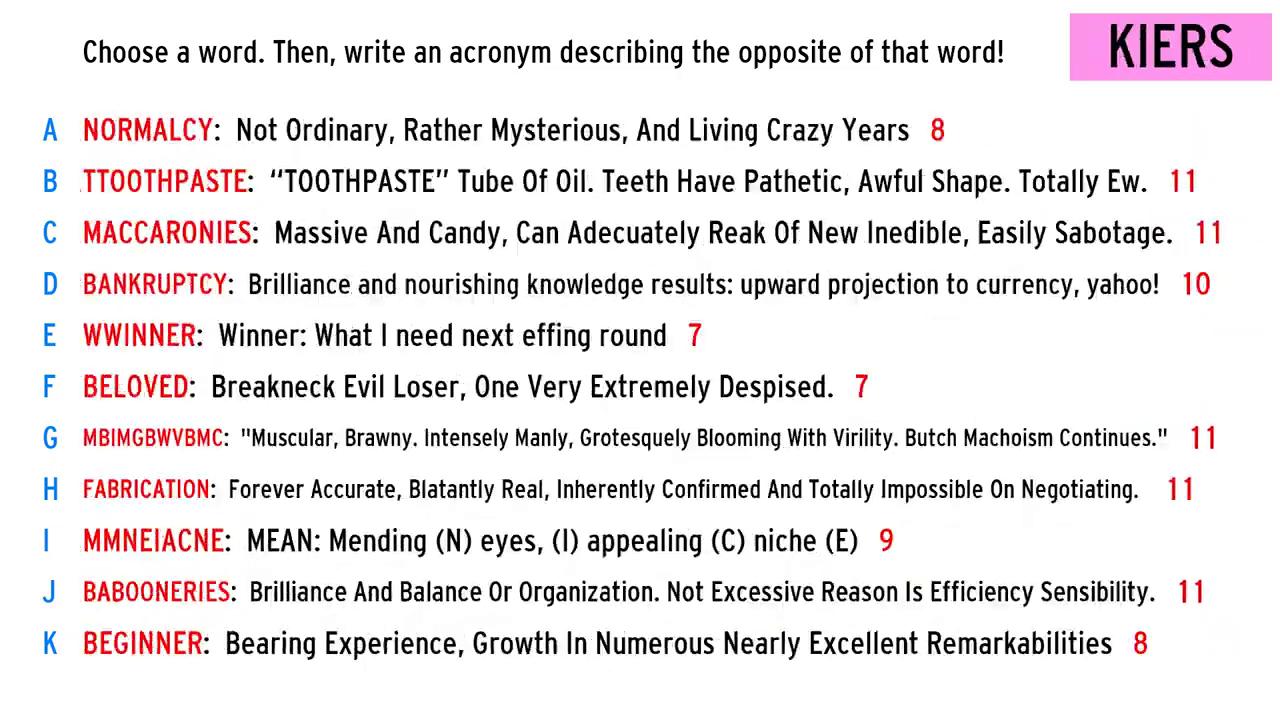 Choose a word. Then, write an acronym describing the opposite of that word!
KIERS
A NORMALCY: Not Ordinary, Rather Mysterious, And Living Crazy Years 8
B TTOOTHPASTE: “TOOTHPASTE” Tube Of Oil. Teeth Have Pathetic, Awful Shape. Totally Ew. 11
C MACCARONIES: Massive And Candy, Can Adecuately Reak Of New Inedible, Easily Sabotage. 11
D BANKRUPTCY: Brilliance and nourishing knowledge results: upward projection to currency, yahoo! 10
E WWINNER: Winner: What I need next effing round 7
F BELOVED: Breakneck Evil Loser, One Very Extremely Despised. 7
G MBIMGBWVBMC: "Muscular, Brawny. Intensely Manly, Grotesquely Blooming With Virility. Butch Machoism Continues." 11
H FABRICATION: Forever Accurate, Blatantly Real, Inherently Confirmed And Totally Impossible On Negotiating. 11
I MMNEIACNE: MEAN: Mending (N) eyes, (I) appealing (C) niche (E) 9
J BABOONERIES: Brilliance And Balance Or Organization. Not Excessive Reason Is Efficiency Sensibility. 11
K BEGINNER: Bearing Experience, Growth In Numerous Nearly Excellent Remarkabilities 8